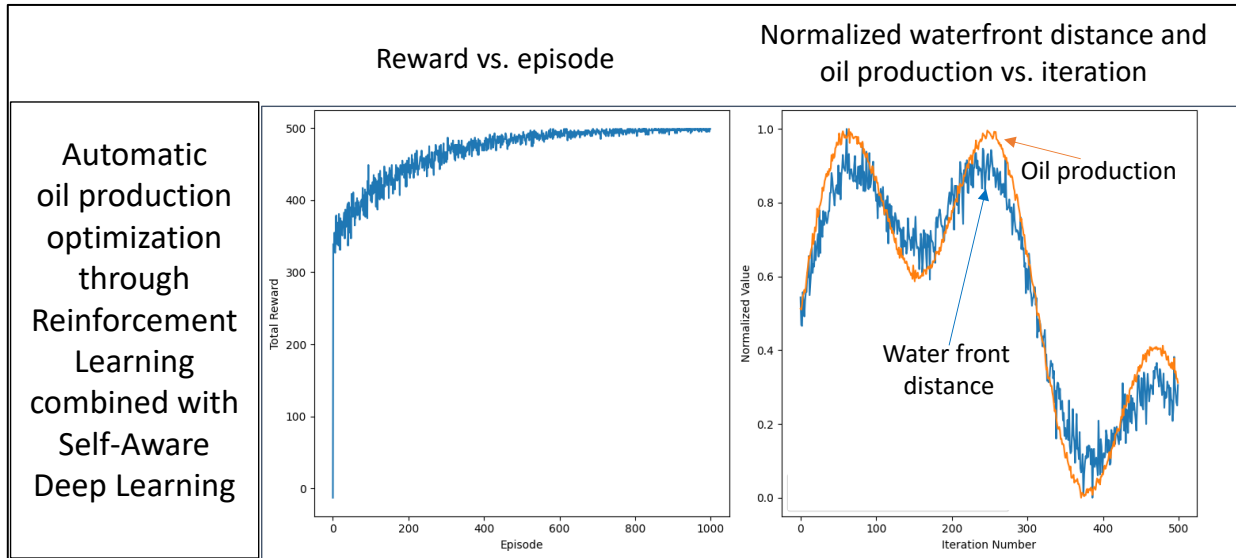 Reward vs. episode
Normalized waterfront distance and
oil production vs. iteration
Automatic
oil production
optimization
through
Reinforcement
Learning
combined with
Self-Aware
Deep Learning
Total Reward
500
400
300
200
100
0
0 200 400 600 800 1000
Episode
Normalized Value
1.0
0.8
0.6
0.4
0.2
0.0
Oil production
Water front
distance
0 100 200 300 400 500
Iteration Number